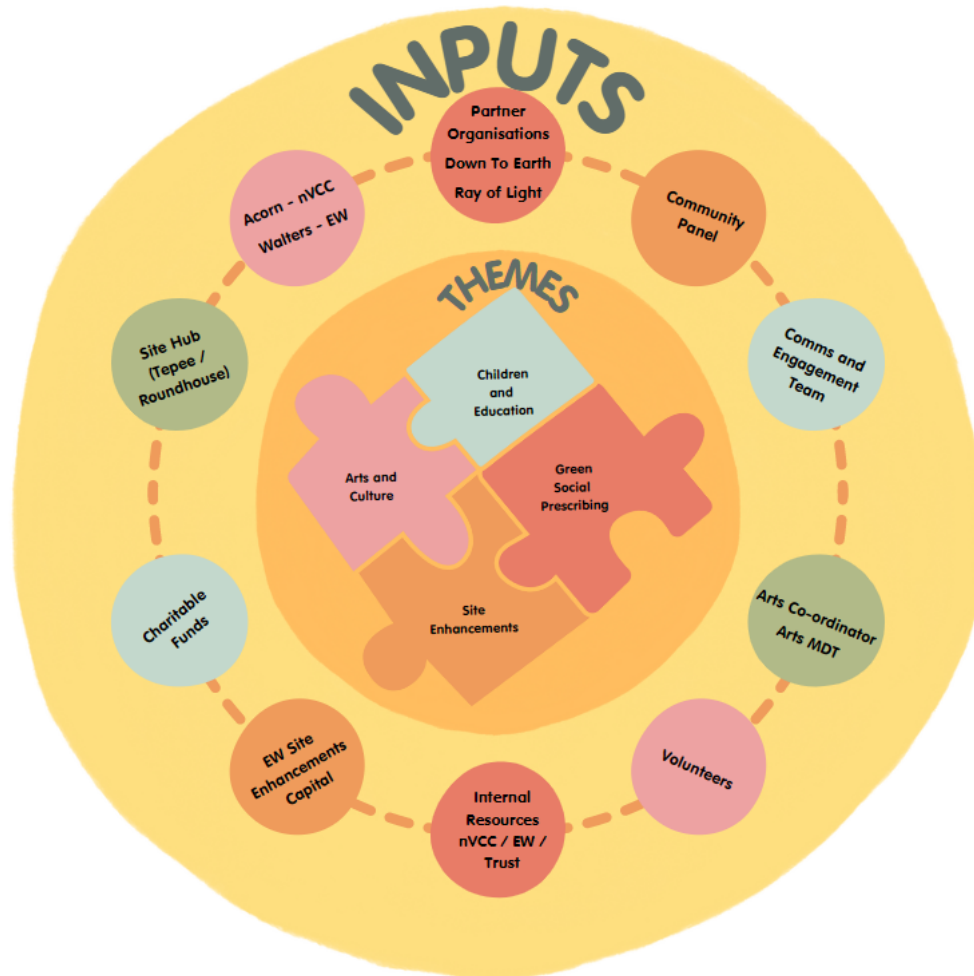 INPUTS
Partner
Organisations
Down To Earth
Ray of Light
Community
Panel
Comms and
Engagement
Team
Arts Co-ordinator
Arts MDT
Volunteers
Internal
Resources
nVCC / EW /
Trust
EW Site
Enhancements
Capital
Charitable
Funds
Site Hub
(Tepee /
Roundhouse)
Acorn - nVCC
Walters - EW
THEMES
Children
and
Education
Green
Social
Prescribing
Site
Enhancements
Arts and
Culture